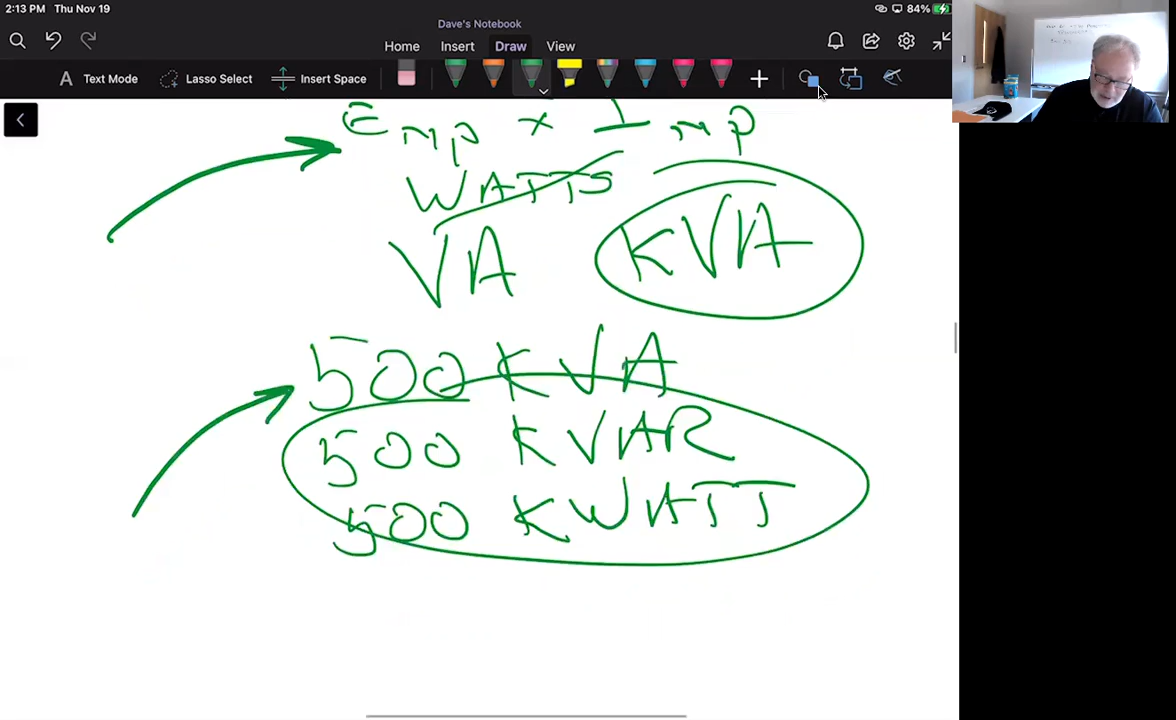 2:13 PM Thu Nov 19
84%
Dave's Notebook
Home Insert Draw View
Text Mode Lasso Select Insert Space
Emp x Imp
WATTS
VA KVA
500 KVA
500 KVAR
500 KWATT